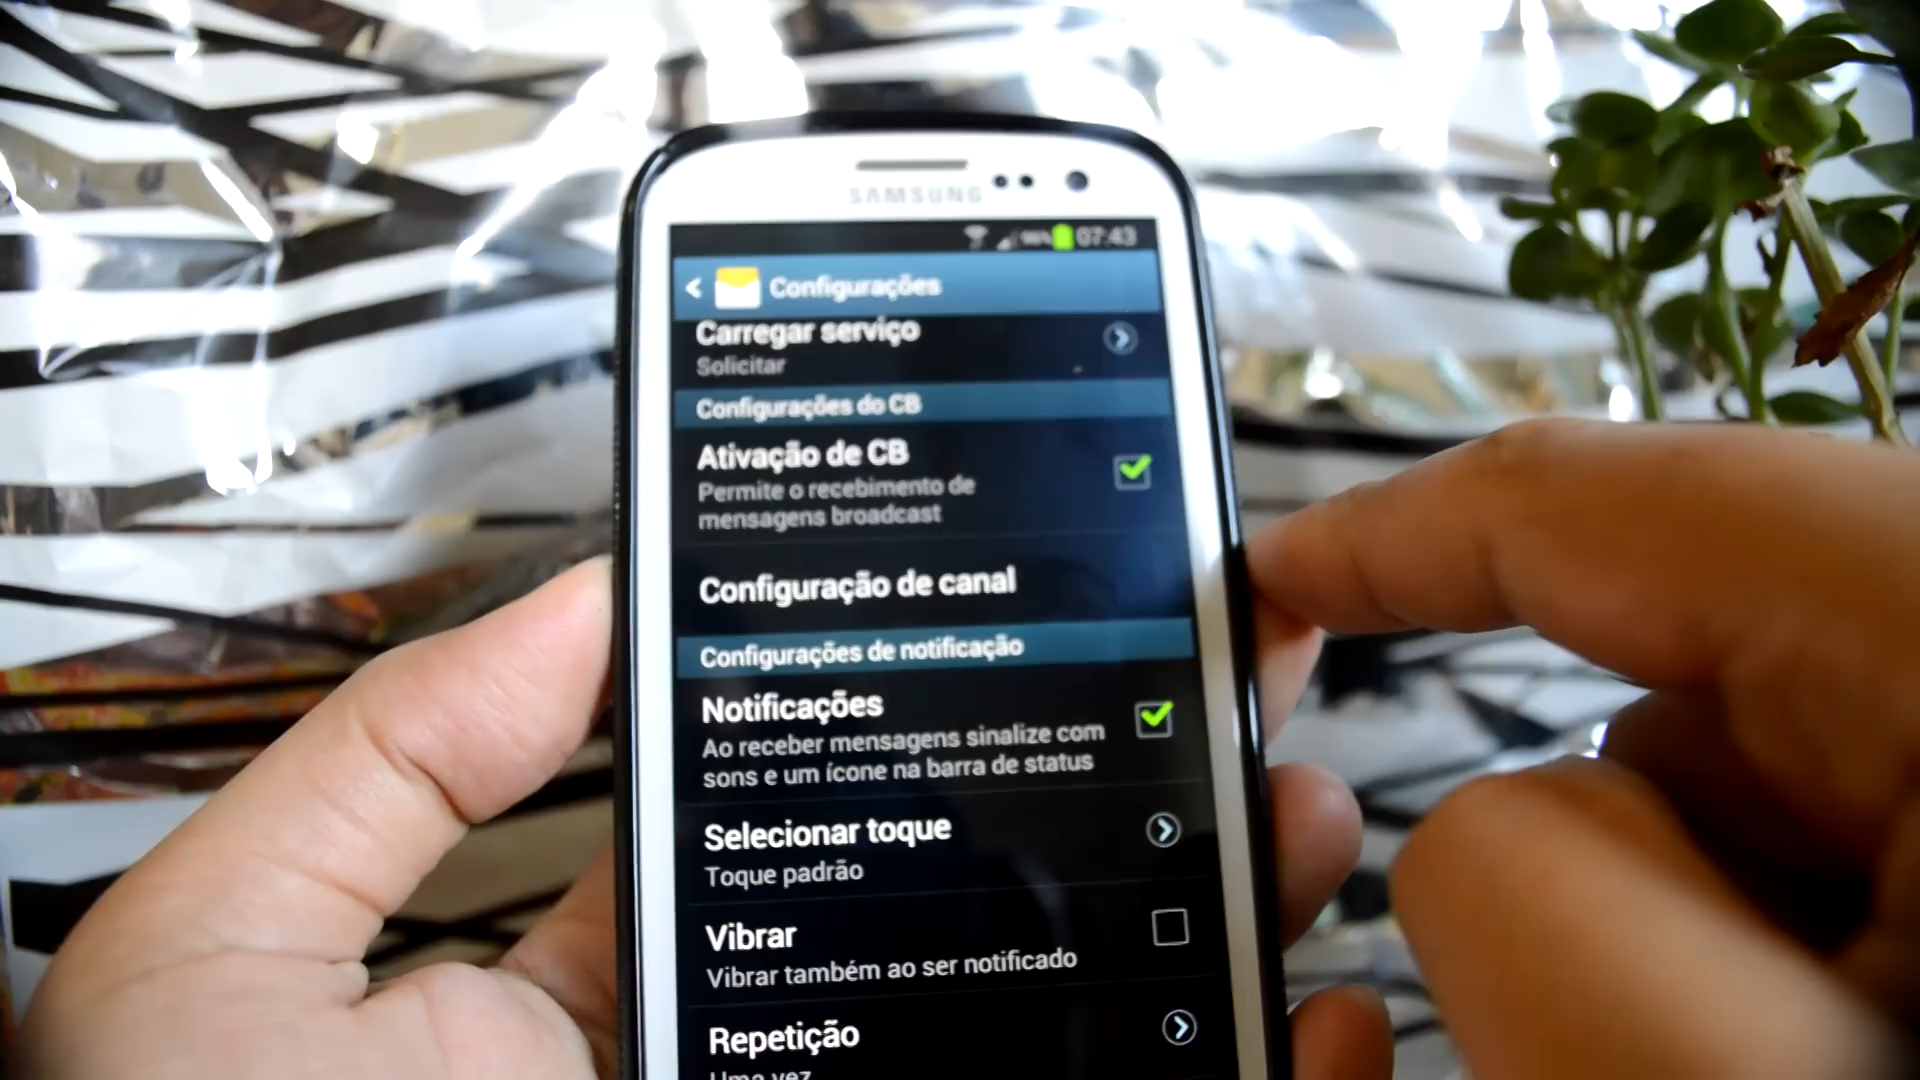 SAMSUNG
07:43
Configurações
Carregar serviço
Solicitar
Configurações do CB
Ativação de CB
Permite o recebimento de
mensagens broadcast
Configuração de canal
Configurações de notificação
Notificações
Ao receber mensagens sinalize com
sons e um ícone na barra de status
Selecionar toque
Toque padrão
Vibrar
Vibrar também ao ser notificado
Repetição
Uma vez